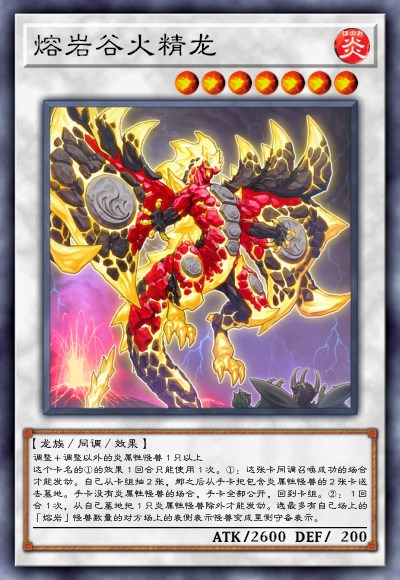 熔岩谷火精龙
ほのお
炎
【龙族/同调/效果】
调整+调整以外的炎属性怪兽1只以上
这个卡名的①的效果1回合只能使用1次。①:这张卡同调召唤成功的场合
才能发动。自己从卡组抽2张,那之后从手卡把包含炎属性怪兽的2张卡送
去墓地。手卡没有炎属性怪兽的场合,手卡全部公开,回到卡组。②:1回
合1次,从自己墓地把1只炎属性怪兽除外才能发动。选最多有自己场上的
「熔岩」怪兽数量的对方场上的表侧表示怪兽变成里侧守备表示。
ATK/2600 DEF/ 200